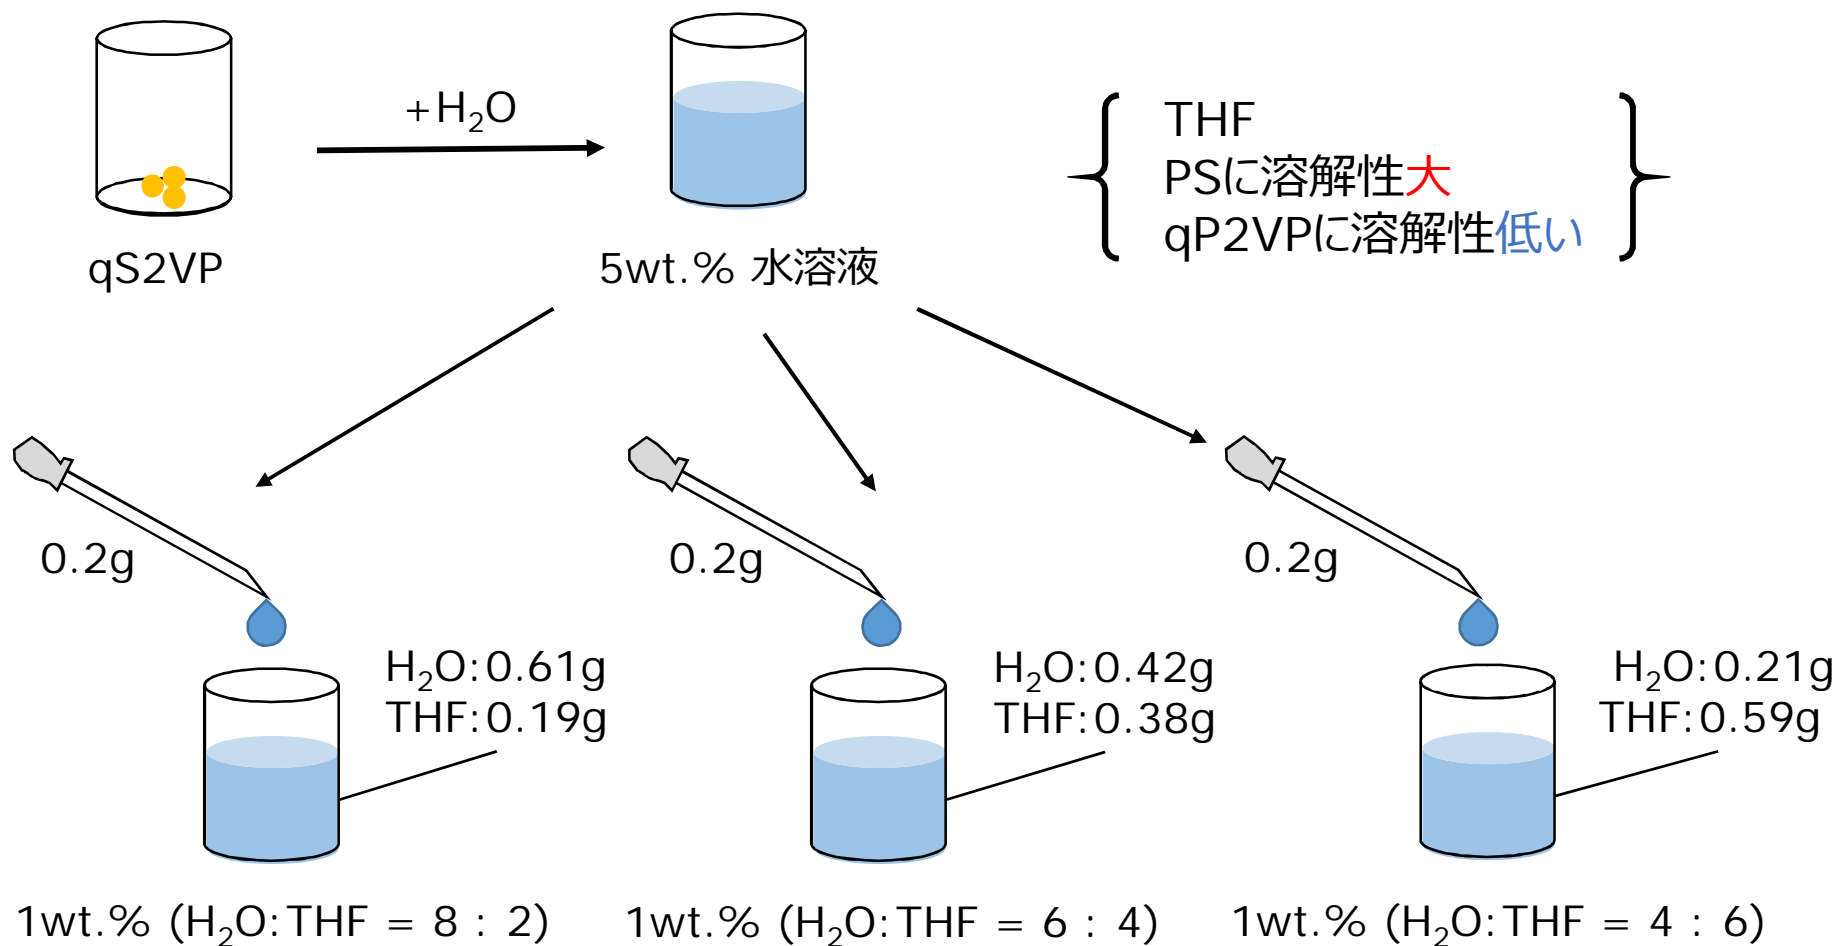 +H₂O
qS2VP
5wt.% 水溶液
THF
PSに溶解性大
qP2VPに溶解性低い
0.2g
H₂O:0.61g
THF:0.19g
1wt.% (H₂O:THF = 8 : 2)
0.2g
H₂O:0.42g
THF:0.38g
1wt.% (H₂O:THF = 6 : 4)
0.2g
H₂O:0.21g
THF:0.59g
1wt.% (H₂O:THF = 4 : 6)